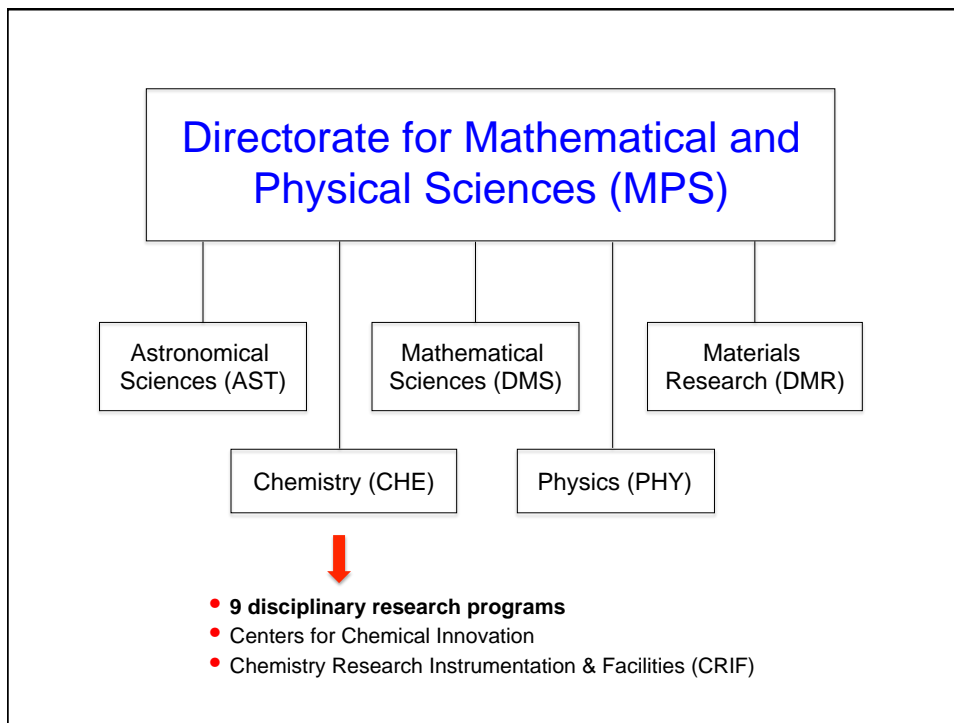 Directorate for Mathematical and
Physical Sciences (MPS)
Astronomical
Sciences (AST)
Mathematical
Sciences (DMS)
Materials
Research (DMR)
Chemistry (CHE)
Physics (PHY)
• 9 disciplinary research programs
• Centers for Chemical Innovation
• Chemistry Research Instrumentation & Facilities (CRIF)